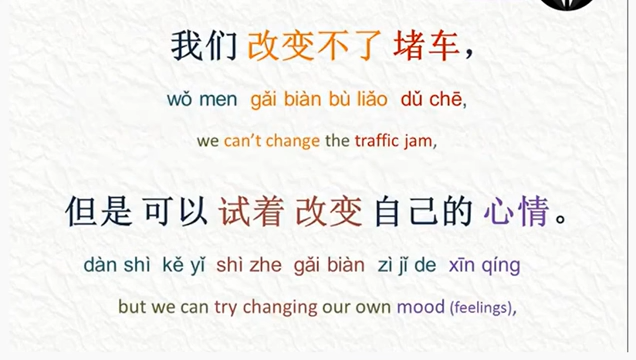 我们 改变不了 堵车，
wǒ men gǎi biàn bù liǎo dǔ chē,
we can't change the traffic jam,
但是 可以 试着 改变 自己的 心情。
dàn shì kě yǐ shì zhe gǎi biàn zì jǐ de xīn qíng
but we can try changing our own mood (feelings),